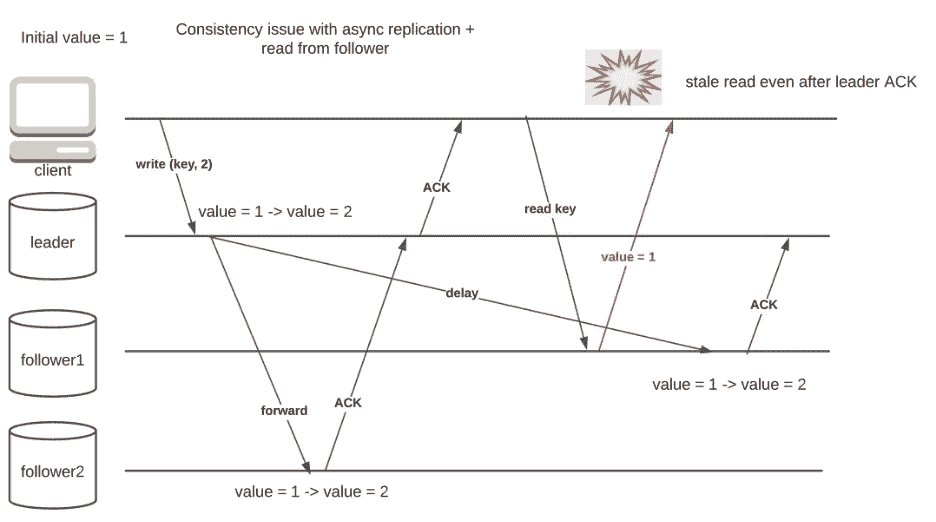 Initial value = 1
Consistency issue with async replication +
read from follower
stale read even after leader ACK
client
write (key, 2)
value = 1 -> value = 2
ACK
read key
leader
value = 1
delay
ACK
follower1
value = 1 -> value = 2
forward
ACK
follower2
value = 1 -> value = 2